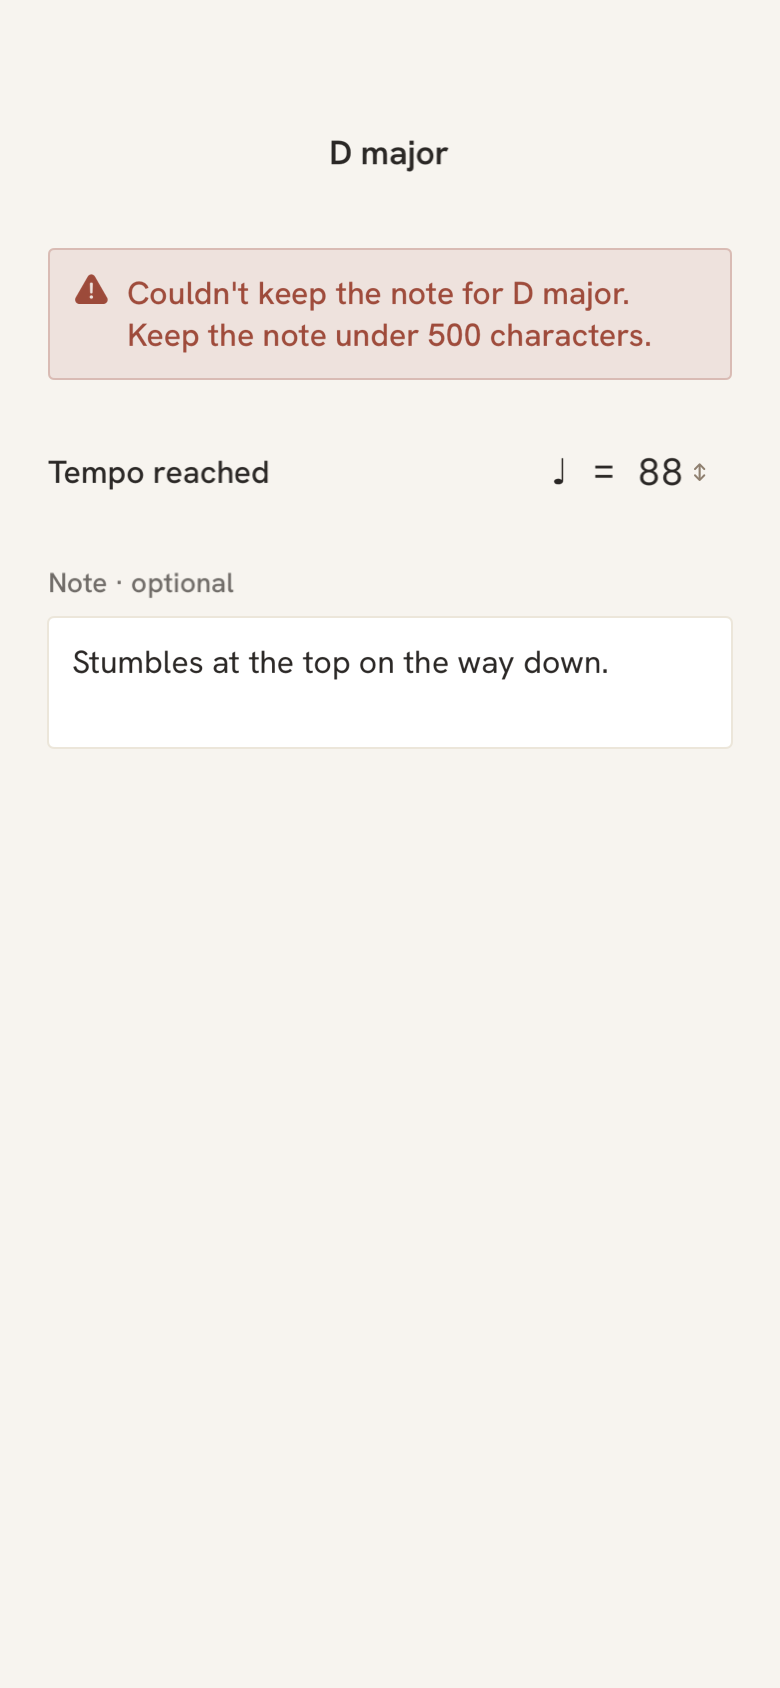 D major
Couldn't keep the note for D major.
Keep the note under 500 characters.
Tempo reached ♩ = 88
Note · optional
Stumbles at the top on the way down.